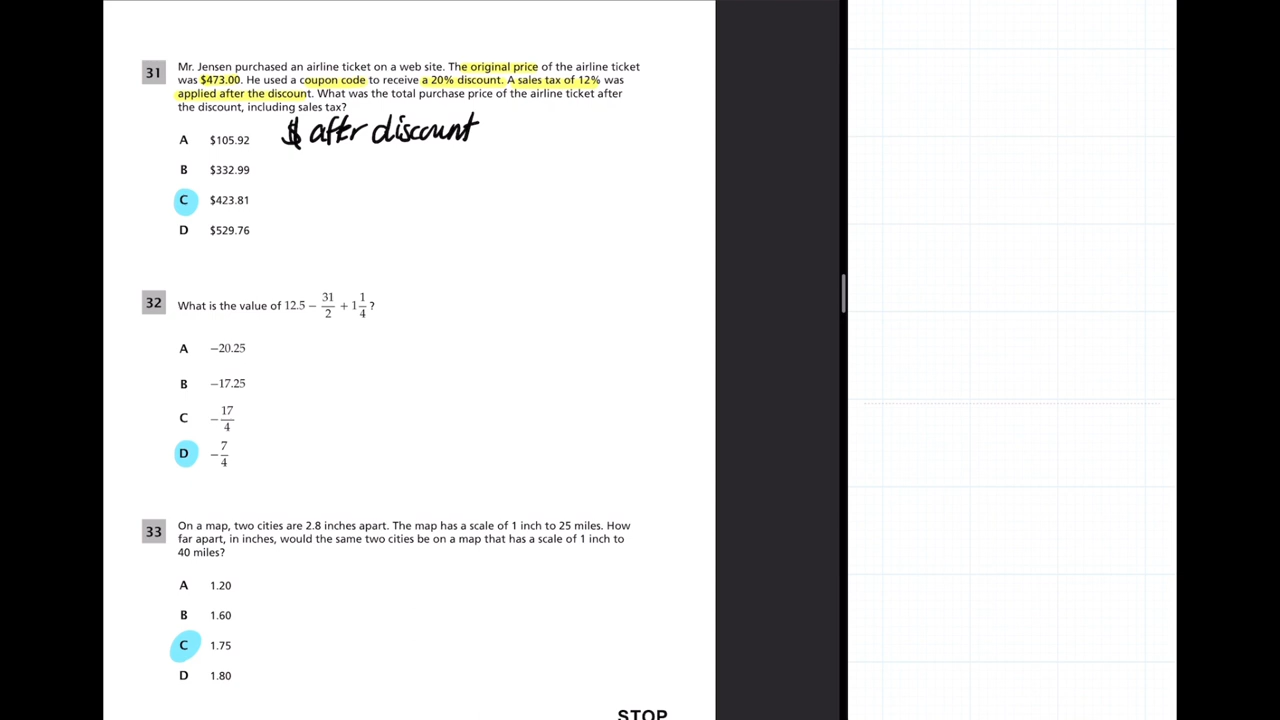 31 Mr. Jensen purchased an airline ticket on a web site. The original price of the airline ticket
was $473.00. He used a coupon code to receive a 20% discount. A sales tax of 12% was
applied after the discount. What was the total purchase price of the airline ticket after
the discount, including sales tax?
$ after discount
A $105.92
B $332.99
C $423.81
D $529.76
32 What is the value of 12.5 − 31/2 + 1 1/4 ?
A −20.25
B −17.25
C −17/4
D −7/4
33 On a map, two cities are 2.8 inches apart. The map has a scale of 1 inch to 25 miles. How
far apart, in inches, would the same two cities be on a map that has a scale of 1 inch to
40 miles?
A 1.20
B 1.60
C 1.75
D 1.80
STOP